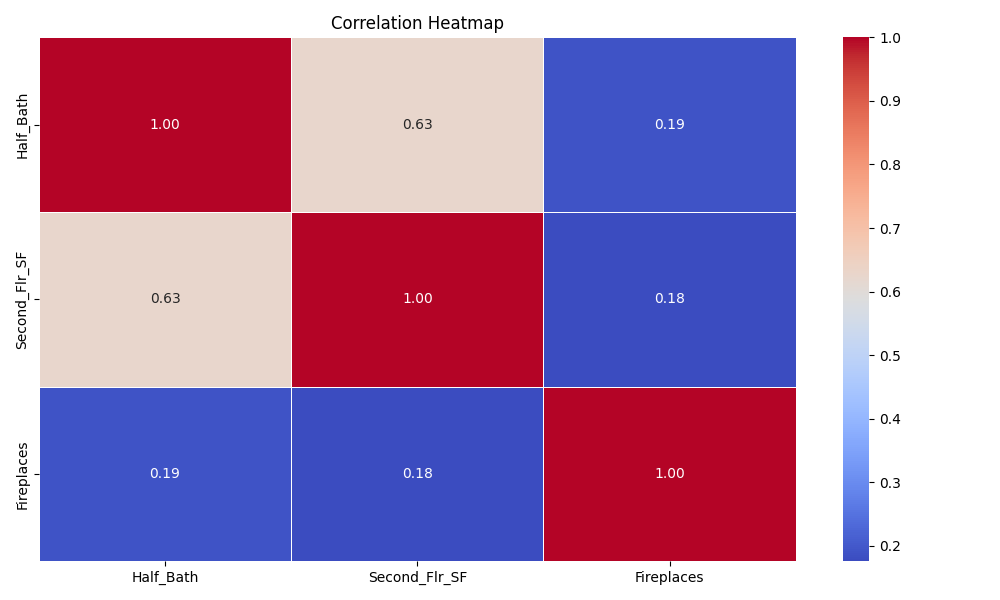 Correlation Heatmap
Half_Bath
1.00
0.63
0.19
Second_Flr_SF
0.63
1.00
0.18
Fireplaces
0.19
0.18
1.00
Half_Bath
Second_Flr_SF
Fireplaces
1.0
0.9
0.8
0.7
0.6
0.5
0.4
0.3
0.2